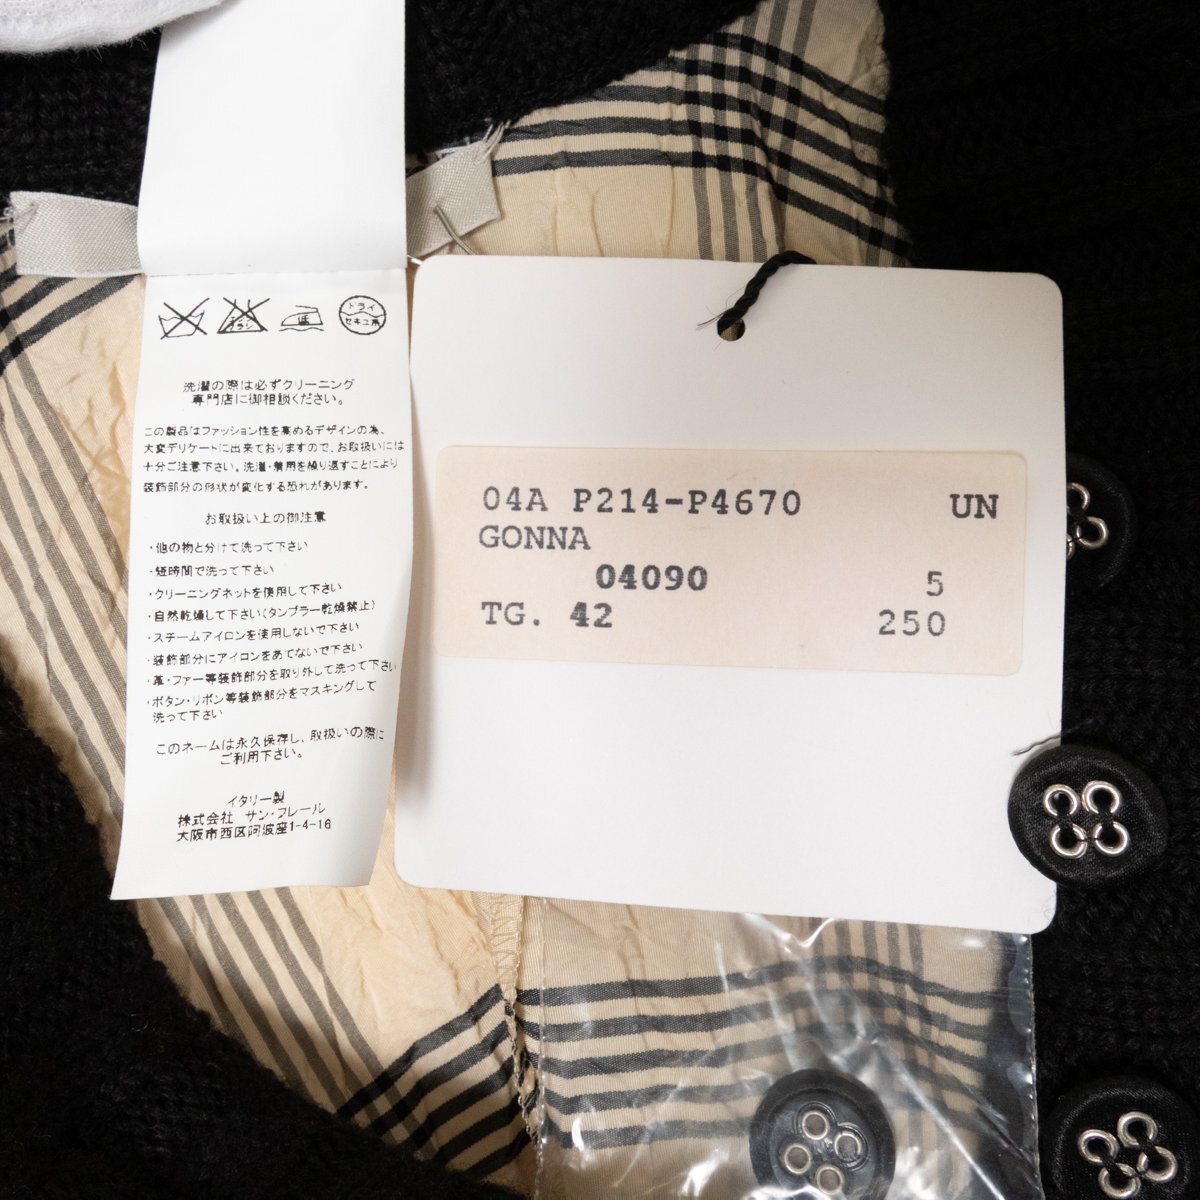 エンソ
サラシ
低
ドライ
セキユ系
洗濯の際は必ずクリーニング
専門店に御相談ください。
この製品はファッション性を高めるデザインの為、
大変デリケートに出来ておりますので、お取扱いには
十分ご注意下さい。洗濯・着用を繰り返すことにより
装飾部分の形状が変化する恐れがあります。
お取扱い上の御注意
・他の物と分けて洗って下さい
・短時間で洗って下さい
・クリーニングネットを使用して下さい
・自然乾燥して下さい(タンブラー乾燥禁止)
・スチームアイロンを使用しないで下さい
・装飾部分にアイロンをあてないで下さい
・革・ファー等装飾部分を取り外して洗って下さい
・ボタン・リボン等装飾部分をマスキングして
洗って下さい
このネームは永久保存し、取扱いの際に
ご利用下さい。
イタリー製
株式会社 サン・フレール
大阪市西区阿波座1-4-16
04A P214-P4670 UN
GONNA
04090 5
TG. 42 250